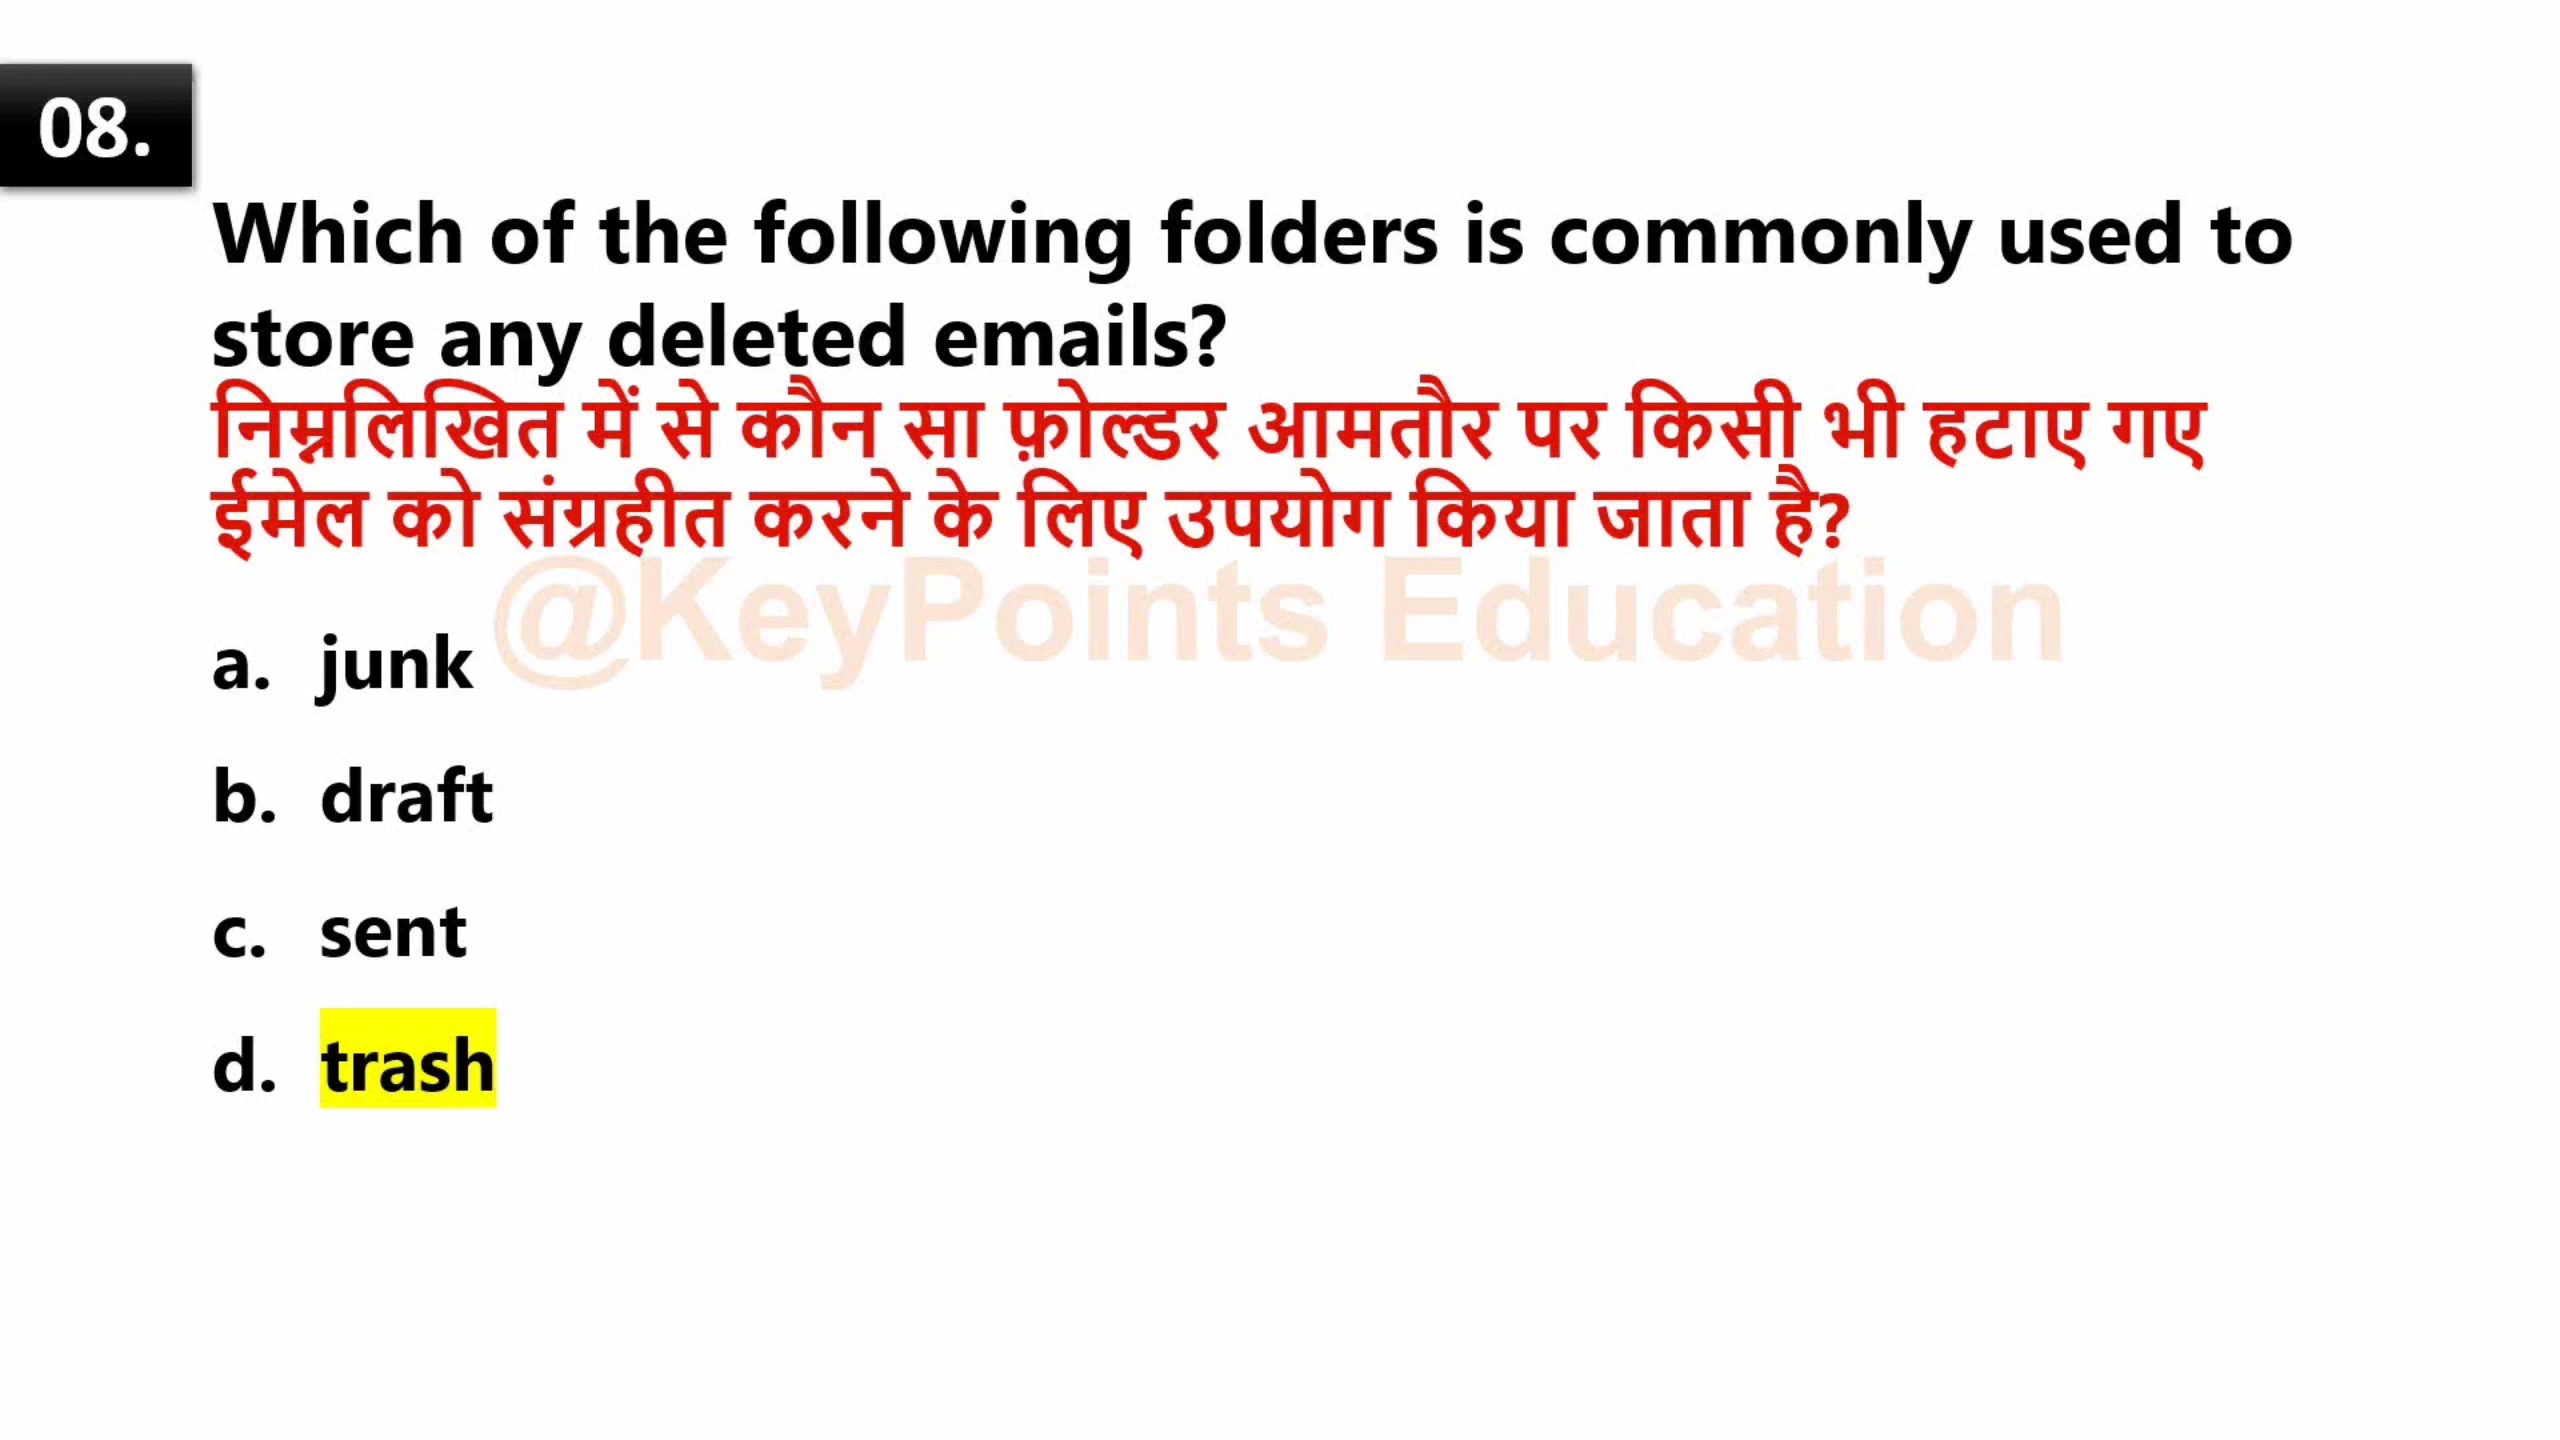 08.
Which of the following folders is commonly used to
store any deleted emails?
निम्नलिखित में से कौन सा फ़ोल्डर आमतौर पर किसी भी हटाए गए
ईमेल को संग्रहीत करने के लिए उपयोग किया जाता है?
@KeyPoints Education
a. junk
b. draft
c. sent
d. trash